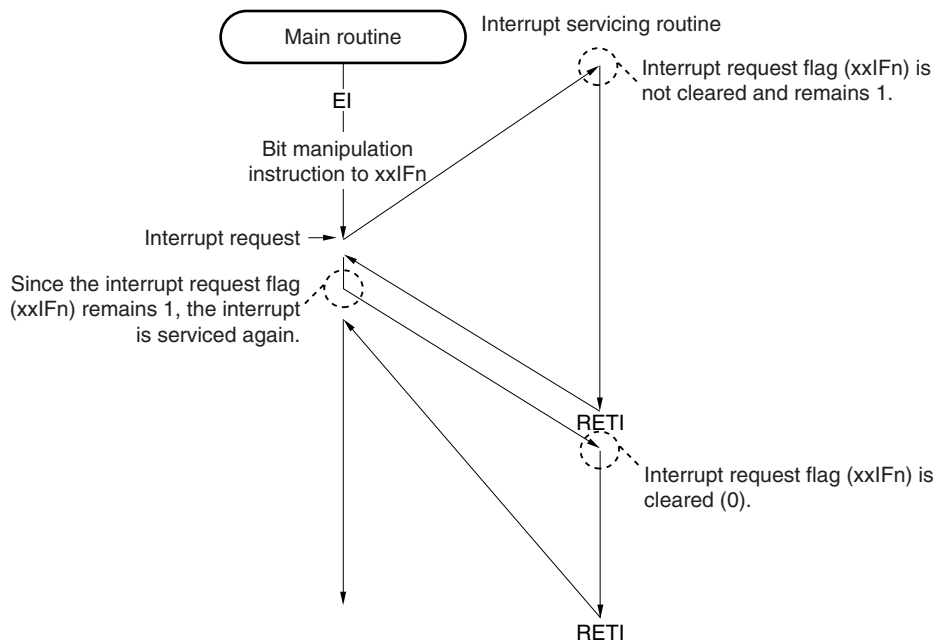 Main routine
Interrupt servicing routine
Interrupt request flag (xxIFn) is
not cleared and remains 1.
EI
Bit manipulation
instruction to xxIFn
Interrupt request
Since the interrupt request flag
(xxIFn) remains 1, the interrupt
is serviced again.
RETI
Interrupt request flag (xxIFn) is
cleared (0).
RETI